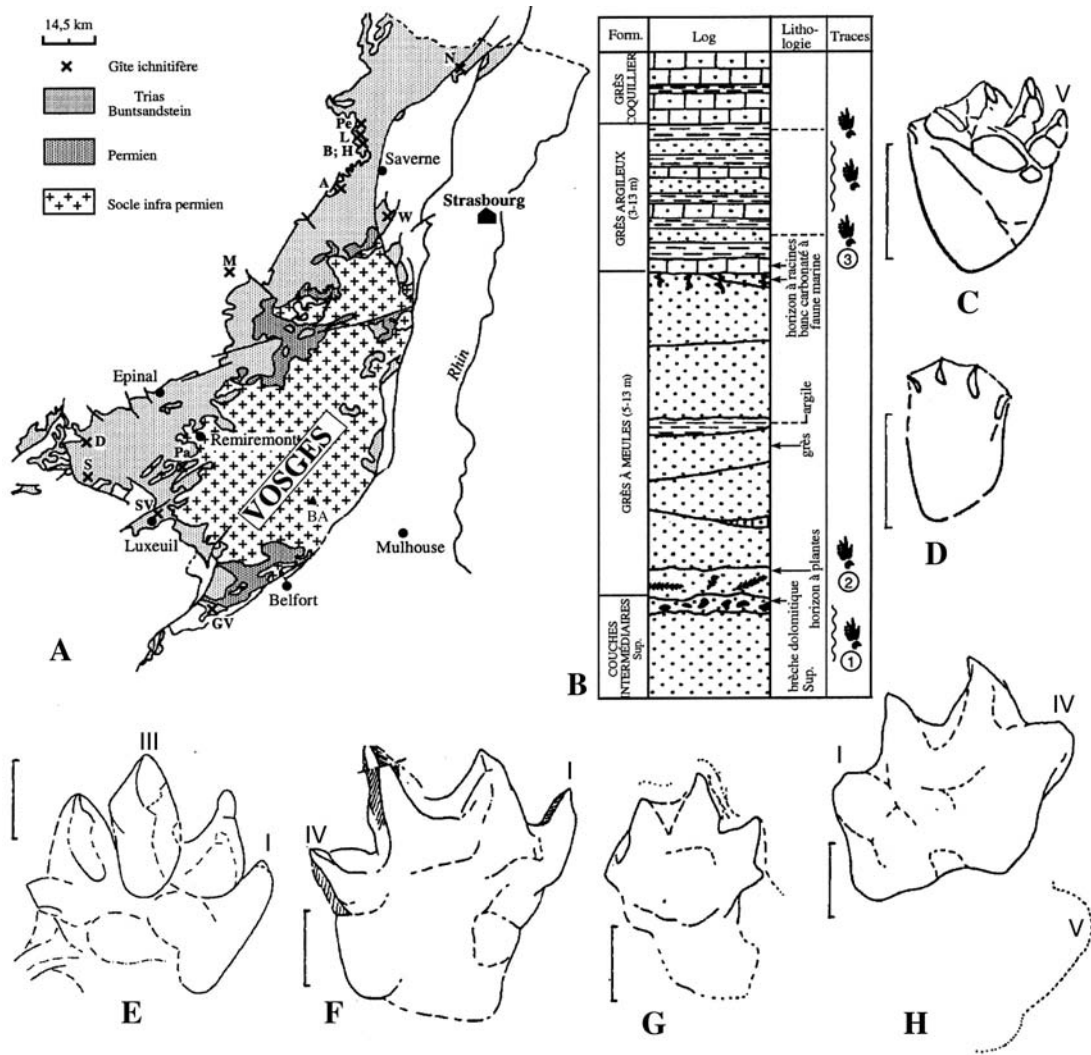 A
14,5 km
Gîte ichnitifère
Trias
Buntsandstein
Permien
Socle infra permien
N
Pe
L
B; H
Saverne
A
W
Strasbourg
M
Epinal
Rhin
D
Remiremont
Pa
S
VOSGES
SV
BA
Luxeuil
Mulhouse
Belfort
GV
B
Form.
Log
Litho-
logie
Traces
GRÈS
COQUILLIER
GRÈS ARGILEUX
(3-13 m)
GRÈS À MEULES (5-13 m)
COUCHES
INTERMÉDIAIRES
Sup.
horizon à racines
banc carbonaté à
faune marine
argile
grès
horizon à plantes
brèche dolomitique
Sup.
3
2
1
V
C
D
III
I
E
IV
I
F
G
I
IV
V
H